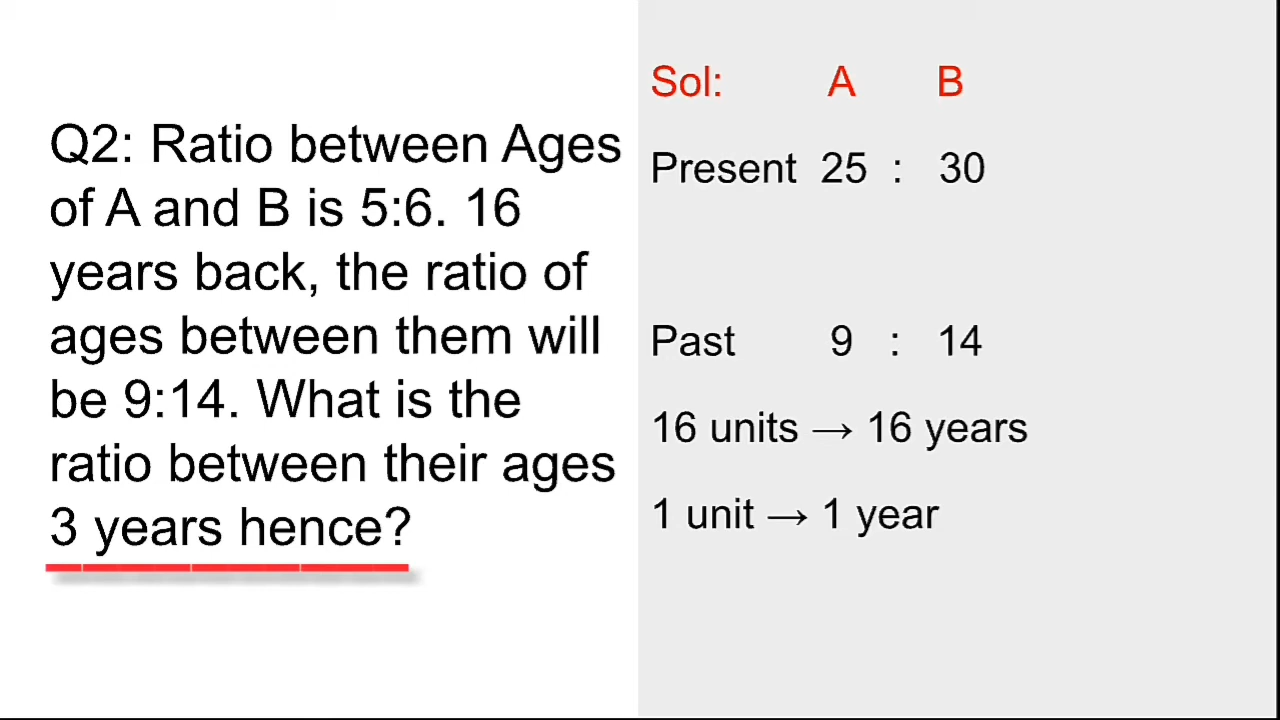 Q2: Ratio between Ages
of A and B is 5:6. 16
years back, the ratio of
ages between them will
be 9:14. What is the
ratio between their ages
3 years hence?
Sol: A B
Present 25 : 30
Past 9 : 14
16 units → 16 years
1 unit → 1 year